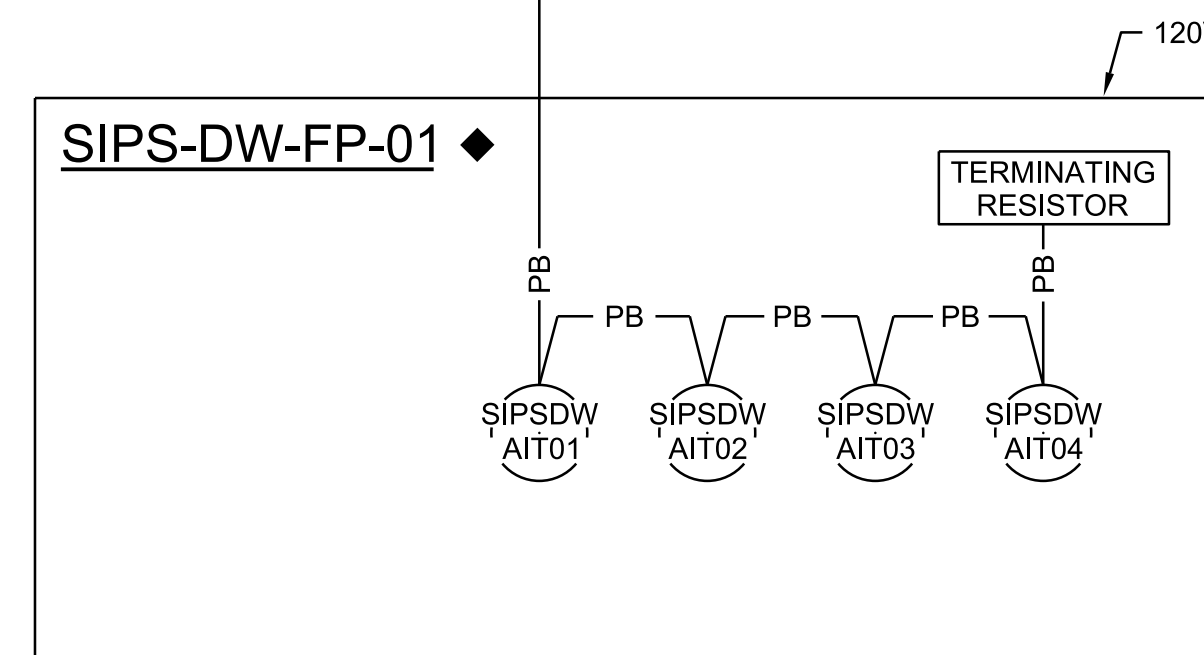 120
SIPS-DW-FP-01
TERMINATING
RESISTOR
PB
PB
PB
PB
PB
SIPSDW
AIT01
SIPSDW
AIT02
SIPSDW
AIT03
SIPSDW
AIT04